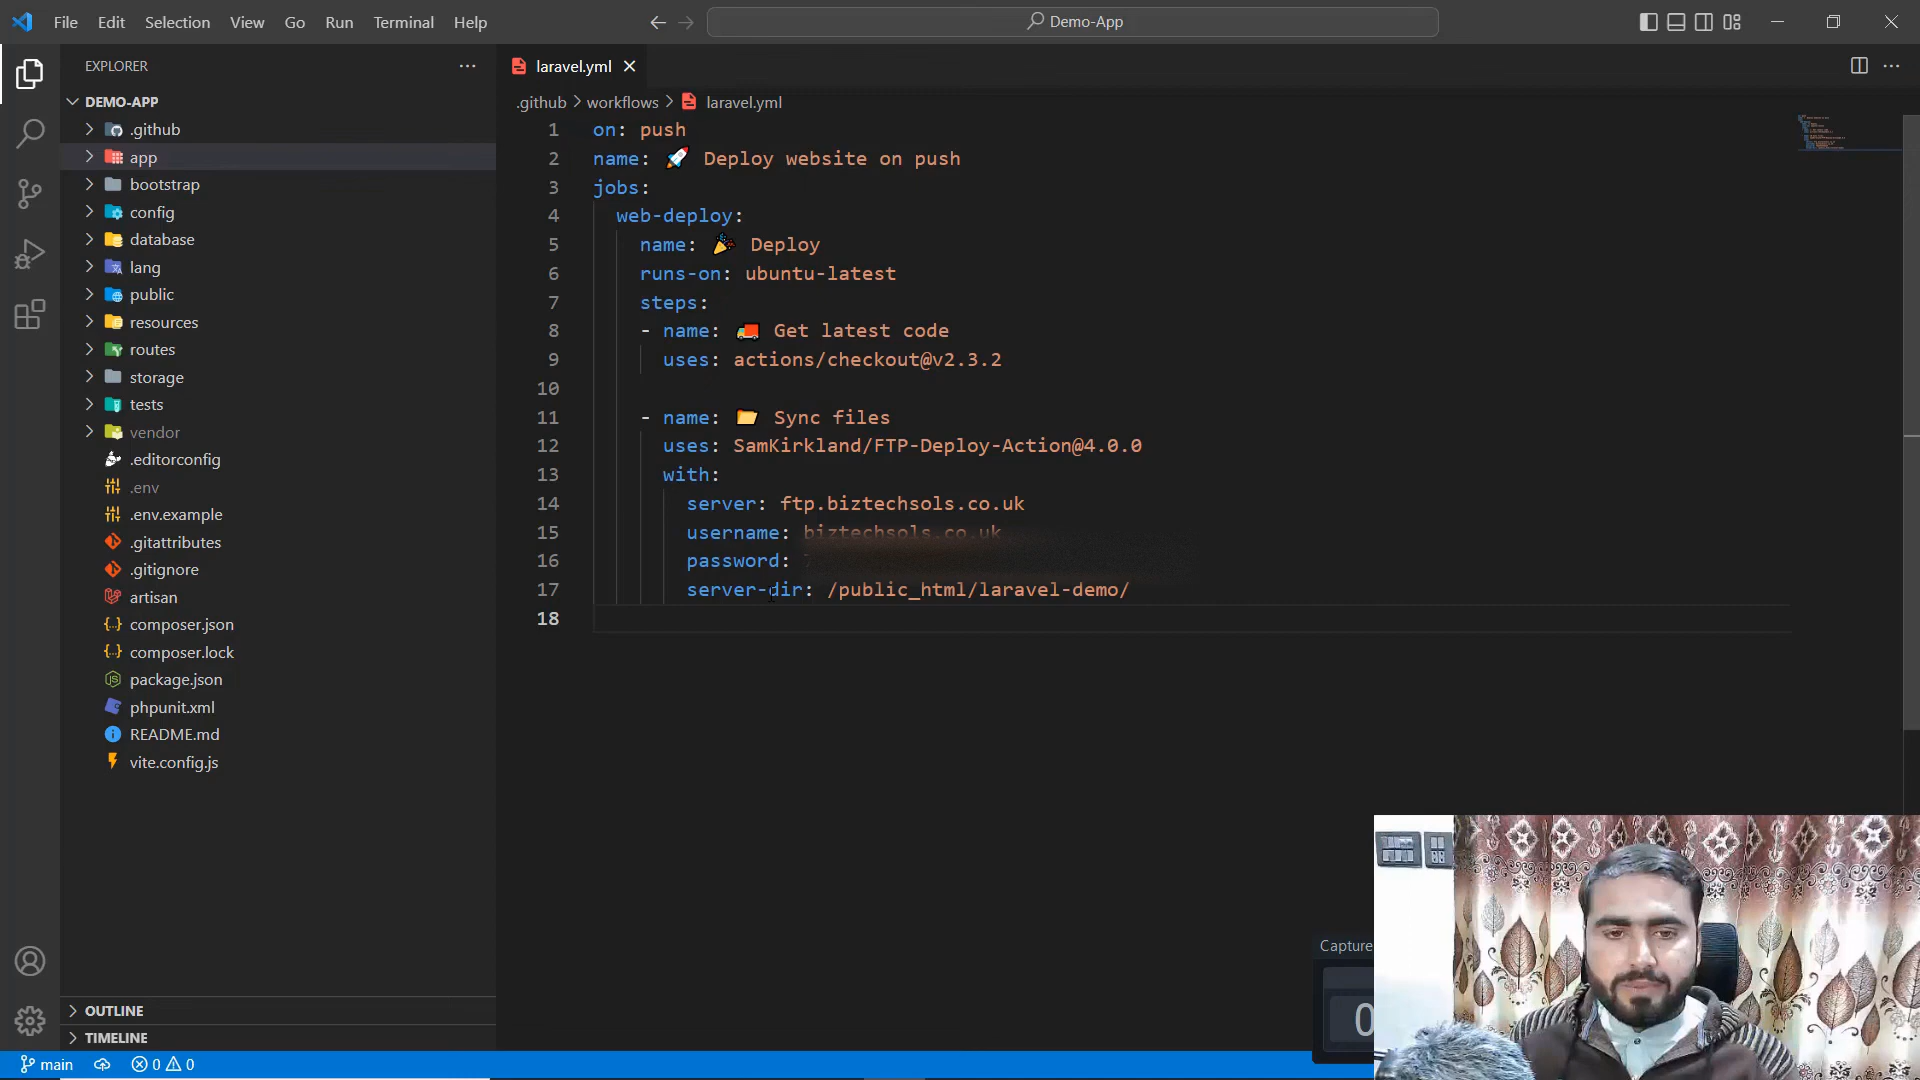 File Edit Selection View Go Run Terminal Help
Demo-App
EXPLORER
DEMO-APP
.github
app
bootstrap
config
database
lang
public
resources
routes
storage
tests
vendor
.editorconfig
.env
.env.example
.gitattributes
.gitignore
artisan
composer.json
composer.lock
package.json
phpunit.xml
README.md
vite.config.js
OUTLINE
TIMELINE
main
0 0
laravel.yml
.github > workflows > laravel.yml
1 on: push
2 name: 🚀 Deploy website on push
3 jobs:
4 web-deploy:
5 name: 🎉 Deploy
6 runs-on: ubuntu-latest
7 steps:
8 - name: 🚚 Get latest code
9 uses: actions/checkout@v2.3.2
10
11 - name: 📂 Sync files
12 uses: SamKirkland/FTP-Deploy-Action@4.0.0
13 with:
14 server: ftp.biztechsols.co.uk
15 username: biztechsols.co.uk
16 password:
17 server-dir: /public_html/laravel-demo/
18
Capture
0